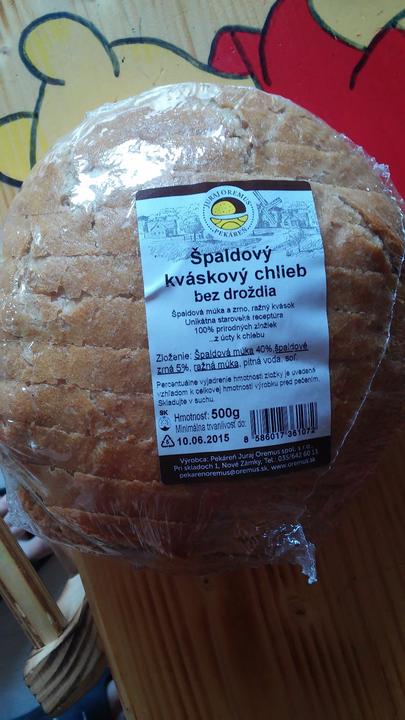 JURAJ OREMUS
PEKÁREŇ
Špaldový
kváskový chlieb
bez droždia
Špaldová múka a zrno, ražný kvások
Unikátna staroveká receptúra
100% prírodných zložiek
...z úcty k chlebu
Zloženie: Špaldová múka 40%, špaldové
zrná 5%, ražná múka, pitná voda, soľ.
Percentuálne vyjadrenie hmotnosti zložky je uvedené
vzhľadom k celkovej hmotnosti výrobku pred pečením.
Skladujte v suchu.
SK
Hmotnosť: 500g
Minimálna trvanlivosť do:
10.06.2015
8 586017 361072
Výrobca: Pekáreň Juraj Oremus spol. s r.o.,
Pri skladoch 1, Nové Zámky, Tel.: 035/642 60 11
pekarenoremus@oremus.sk, www.oremus.sk